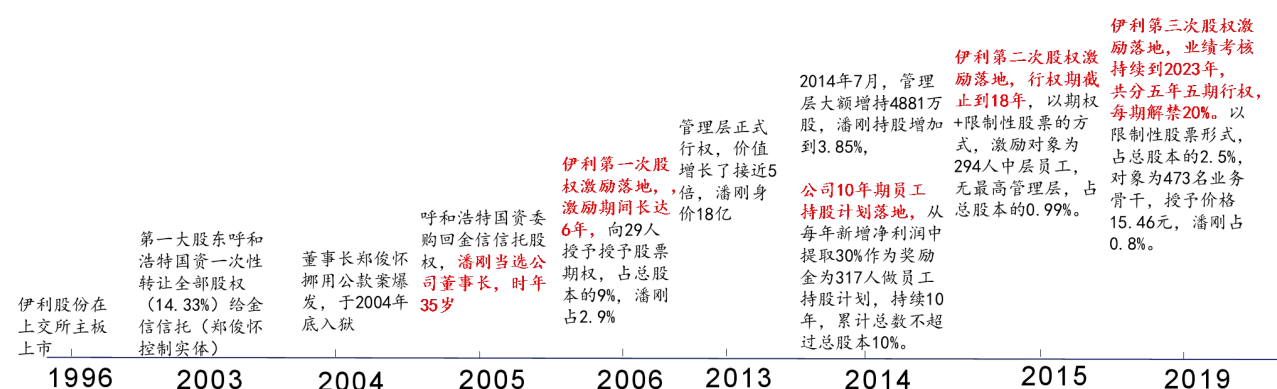 伊利股份在
上交所主板
上市
1996
第一大股东呼和
浩特国资一次性
转让全部股权
（14.33%）给金
信信托（郑俊怀
控制实体）
2003
董事长郑俊怀
挪用公款案爆
发，于2004年
底入狱
2004
呼和浩特国资委
购回金信信托股
权，潘刚当选公
司董事长，时年
35岁
2005
伊利第一次股
权激励落地，，
激励期间长达
6年，向29人
授予授予股票
期权，占总股
本的9%，潘刚
占2.9%
2006
管理层正式
行权，价值
增长了接近5
倍，潘刚身
价18亿
2013
2014年7月，管理
层大额增持4881万
股，潘刚持股增加
到3.85%，
公司10年期员工
持股计划落地，从
每年新增净利润中
提取30%作为奖励
金为317人做员工
持股计划，持续10
年，累计总数不超
过总股本10%。
2014
伊利第二次股权激
励落地，行权期截
止到18年，以期权
+限制性股票的方
式，激励对象为
294人中层员工，
无最高管理层，占
总股本的0.99%。
2015
伊利第三次股权激
励落地，业绩考核
持续到2023年，
共分五年五期行权，
每期解禁20%。以
限制性股票形式，
占总股本的2.5%，
对象为473名业务
骨干，授予价格
15.46元，潘刚占
0.8%。
2019